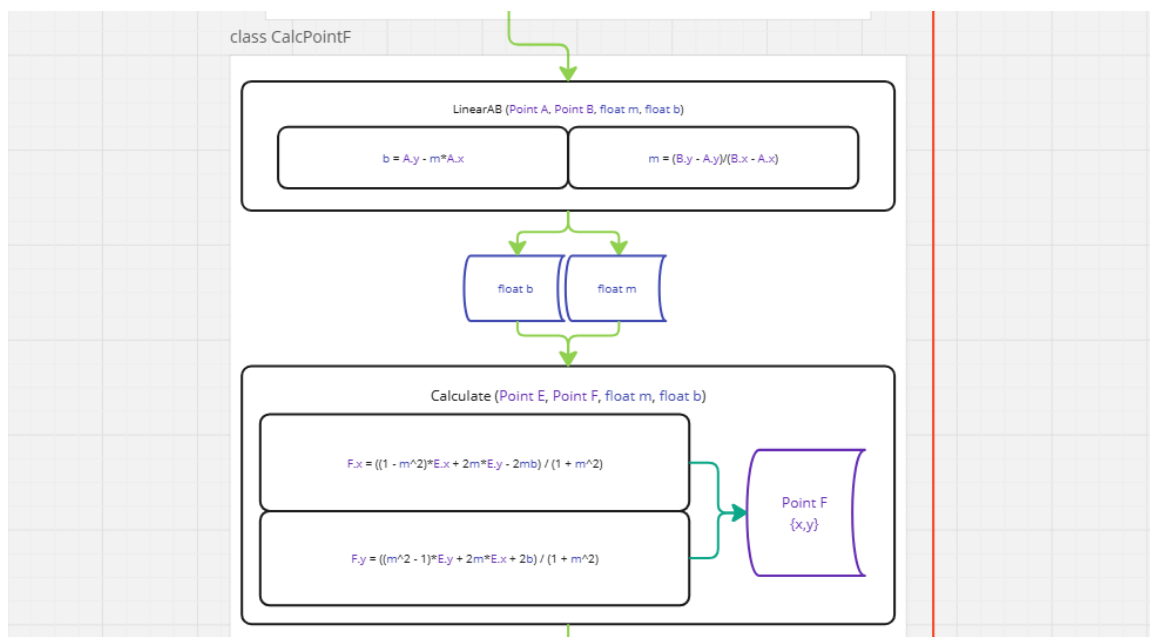 class CalcPointF
LinearAB (Point A, Point B, float m, float b)
b = A.y - m*A.x
m = (B.y - A.y)/(B.x - A.x)
float b
float m
Calculate (Point E, Point F, float m, float b)
F.x = ((1 - m^2)*E.x + 2m*E.y - 2mb) / (1 + m^2)
Point F
{x,y}
F.y = ((m^2 - 1)*E.y + 2m*E.x + 2b) / (1 + m^2)